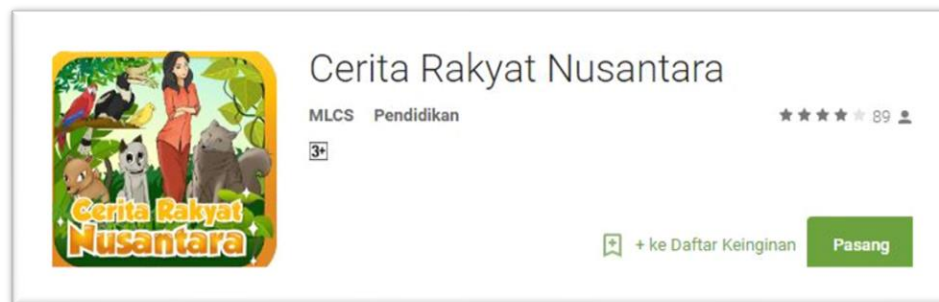 Cerita Rakyat Nusantara
MLCS Pendidikan
89
3+
Cerita Rakyat
Nusantara
+ ke Daftar Keinginan
Pasang